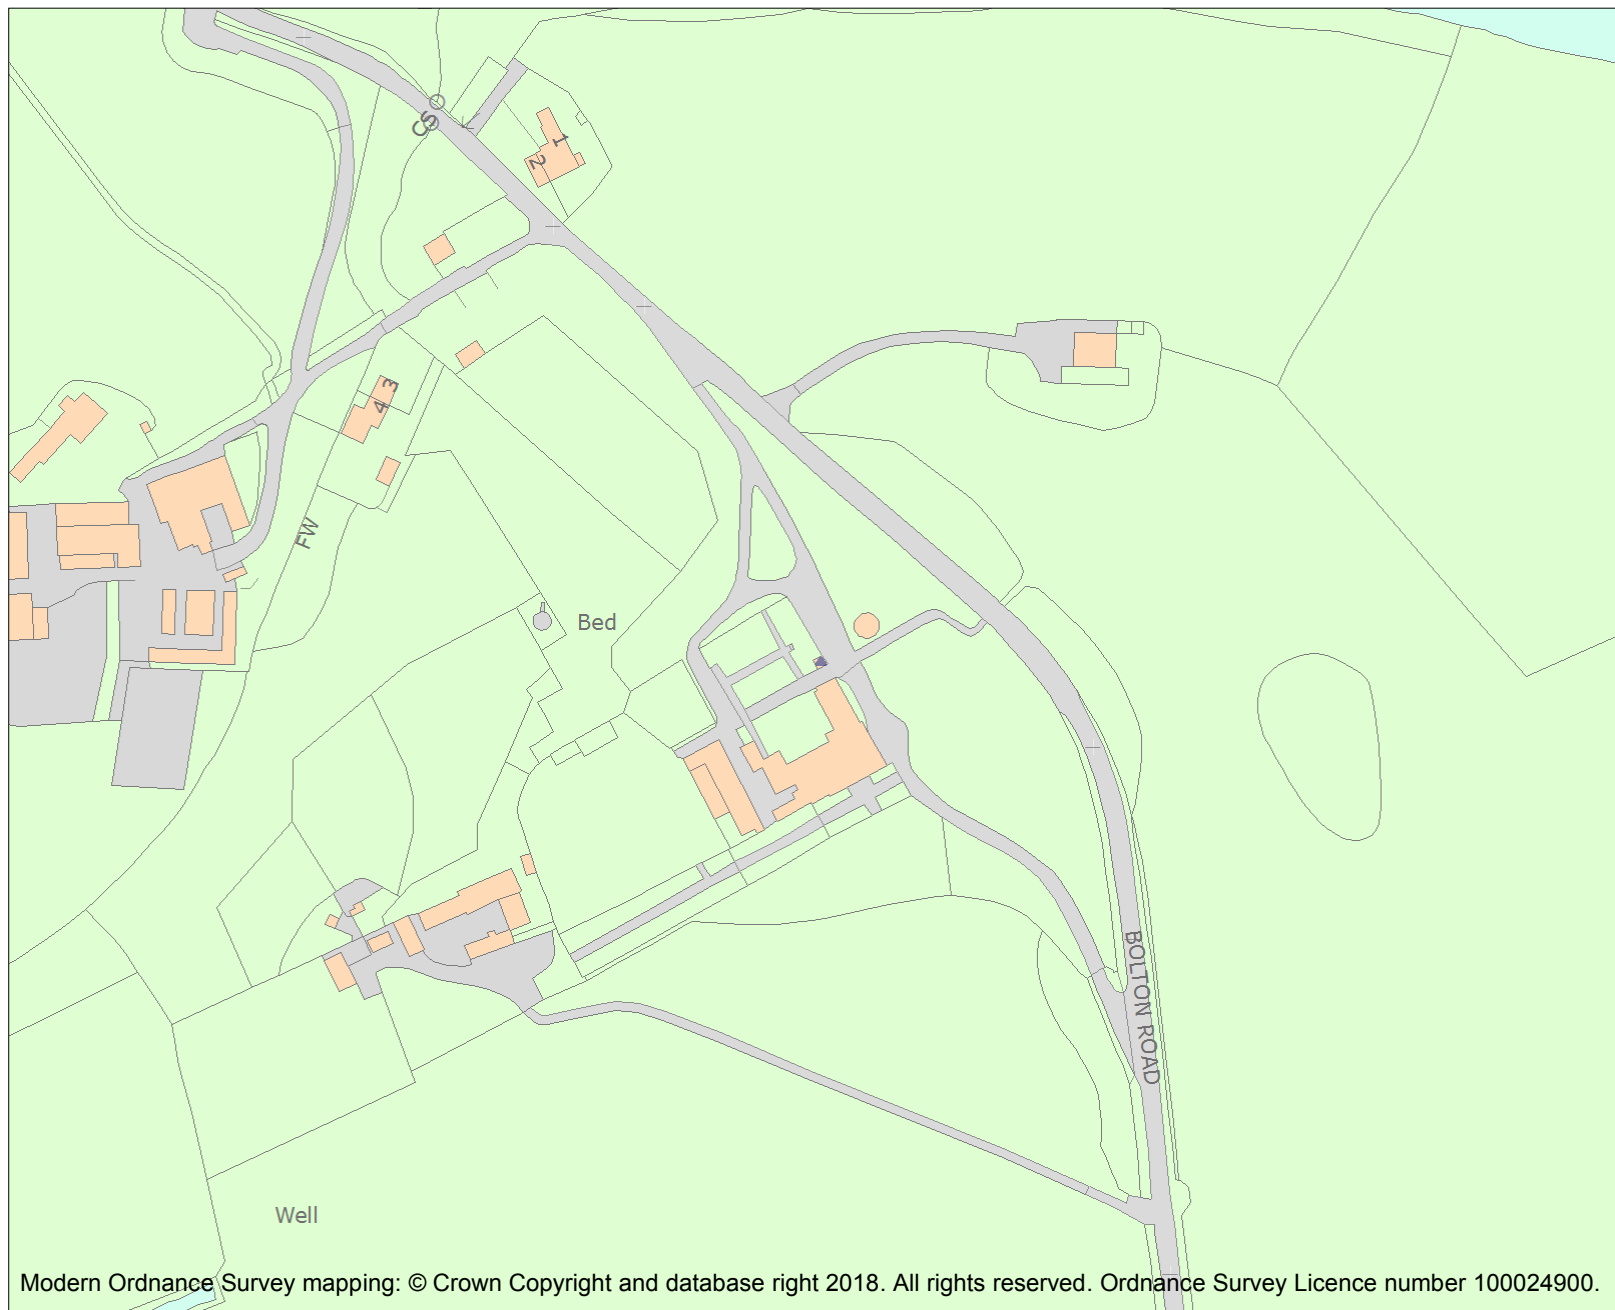 CS
1
2
3
4
FW
Bed
BOLTON ROAD
Well
Modern Ordnance Survey mapping: © Crown Copyright and database right 2018. All rights reserved. Ordnance Survey Licence number 100024900.